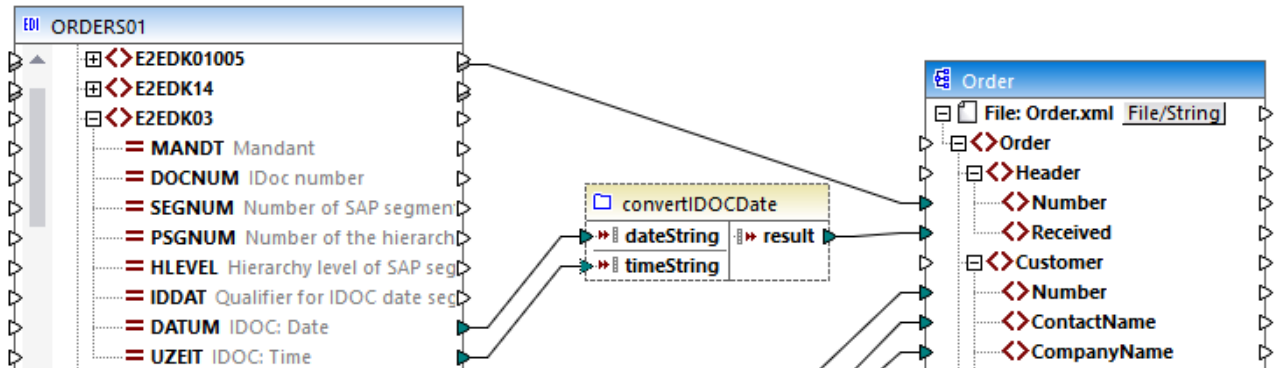 EDI ORDERS01
E2EDK01005
E2EDK14
E2EDK03
MANDT Mandant
DOCNUM IDoc number
SEGNUM Number of SAP segmen
PSGNUM Number of the hierarch
HLEVEL Hierarchy level of SAP seg
IDDAT Qualifier for IDOC date seg
DATUM IDOC: Date
UZEIT IDOC: Time
convertIDOCDate
dateString result
timeString
Order
File: Order.xml File/String
Order
Header
Number
Received
Customer
Number
ContactName
CompanyName